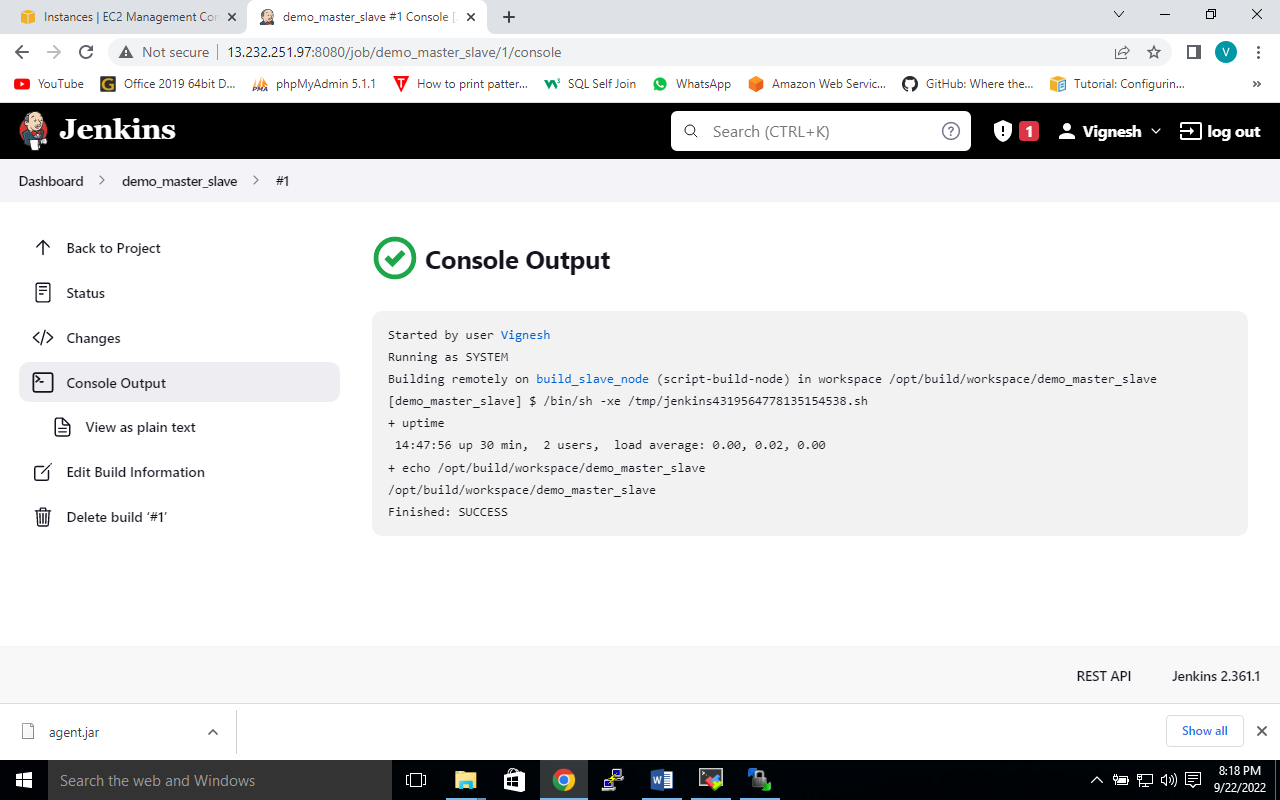 Instances | EC2 Management Con
demo_master_slave #1 Console [
Not secure
13.232.251.97:8080/job/demo_master_slave/1/console
V
YouTube
Office 2019 64bit D...
phpMyAdmin 5.1.1
How to print patter...
SQL Self Join
WhatsApp
Amazon Web Servic...
GitHub: Where the...
Tutorial: Configurin...
»
Jenkins
Search (CTRL+K)
1
Vignesh
log out
Dashboard
demo_master_slave
#1
Back to Project
Status
Changes
Console Output
View as plain text
Edit Build Information
Delete build ‘#1’
Console Output
Started by user Vignesh
Running as SYSTEM
Building remotely on build_slave_node (script-build-node) in workspace /opt/build/workspace/demo_master_slave
[demo_master_slave] $ /bin/sh -xe /tmp/jenkins4319564778135154538.sh
+ uptime
14:47:56 up 30 min,  2 users,  load average: 0.00, 0.02, 0.00
+ echo /opt/build/workspace/demo_master_slave
/opt/build/workspace/demo_master_slave
Finished: SUCCESS
REST API
Jenkins 2.361.1
agent.jar
Show all
Search the web and Windows
8:18 PM
9/22/2022